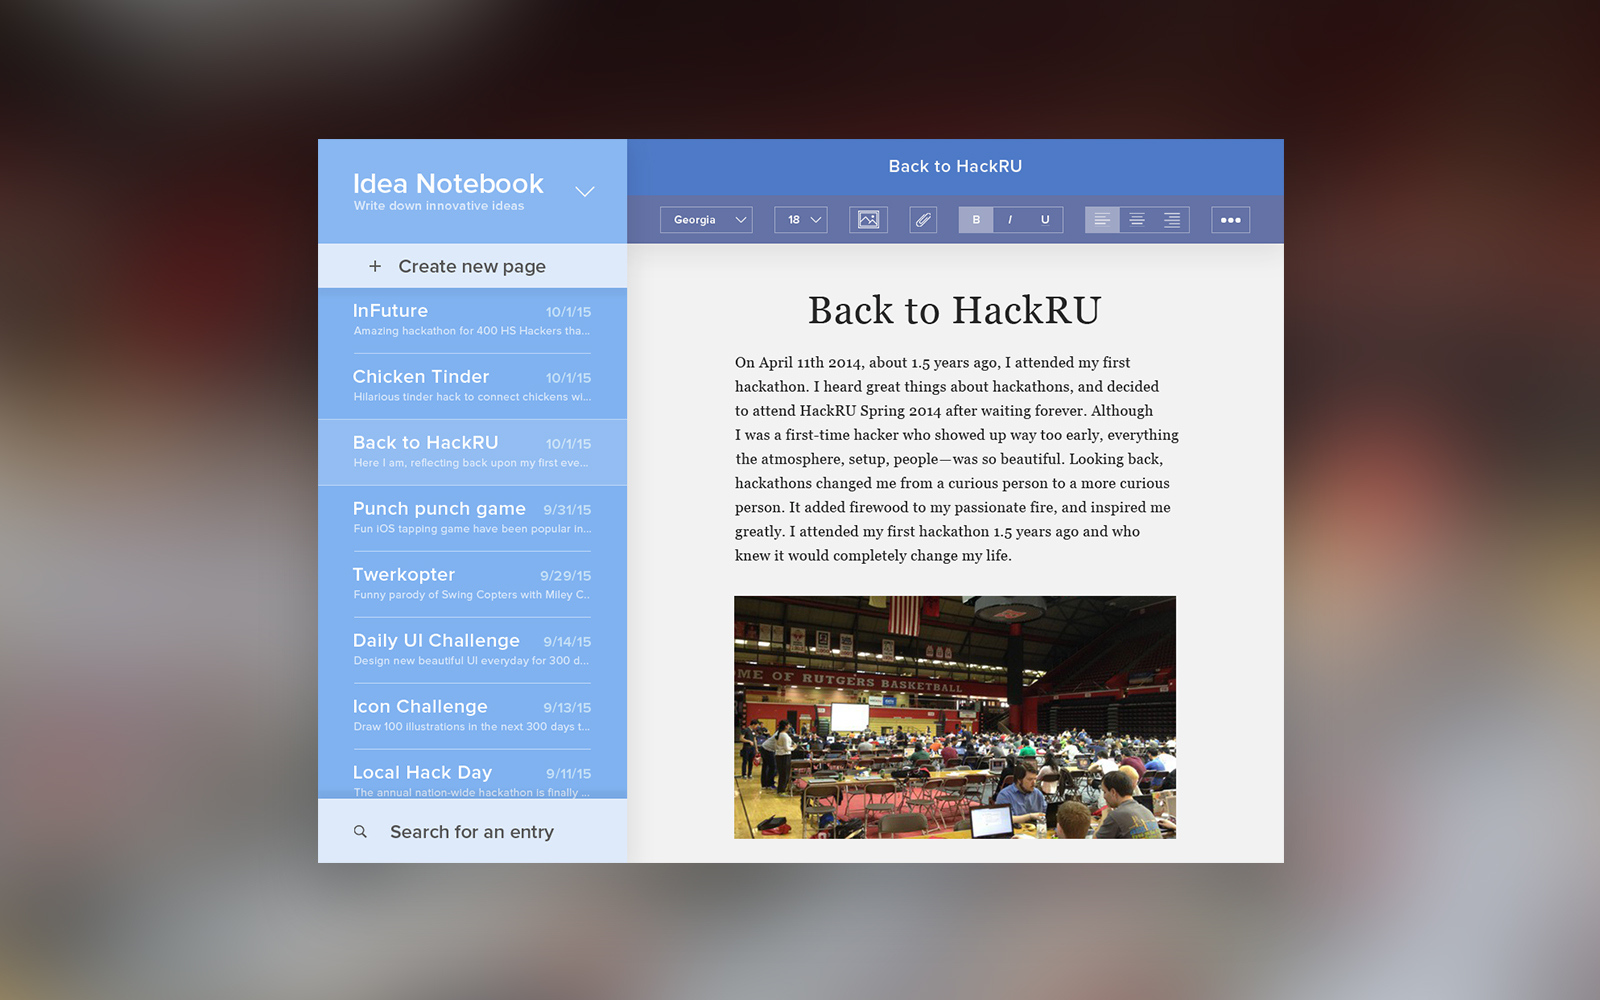 Idea Notebook
Write down innovative ideas
Create new page
InFuture 10/1/15
Amazing hackathon for 400 HS Hackers tha...
Chicken Tinder 10/1/15
Hilarious tinder hack to connect chickens wi...
Back to HackRU 10/1/15
Here I am, reflecting back upon my first eve...
Punch punch game 9/31/15
Fun iOS tapping game have been popular in...
Twerkopter 9/29/15
Funny parody of Swing Copters with Miley C..
Daily UI Challenge 9/14/15
Design new beautiful UI everyday for 300 d...
Icon Challenge 9/13/15
Draw 100 illustrations in the next 300 days t...
Local Hack Day 9/11/15
The annual nation-wide hackathon is finally ...
Search for an entry
Back to HackRU
Georgia 18 B I U
Back to HackRU
On April 11th 2014, about 1.5 years ago, I attended my first
hackathon. I heard great things about hackathons, and decided
to attend HackRU Spring 2014 after waiting forever. Although
I was a first-time hacker who showed up way too early, everything
the atmosphere, setup, people—was so beautiful. Looking back,
hackathons changed me from a curious person to a more curious
person. It added firewood to my passionate fire, and inspired me
greatly. I attended my first hackathon 1.5 years ago and who
knew it would completely change my life.
ME OF RUTGERS BASKETBALL